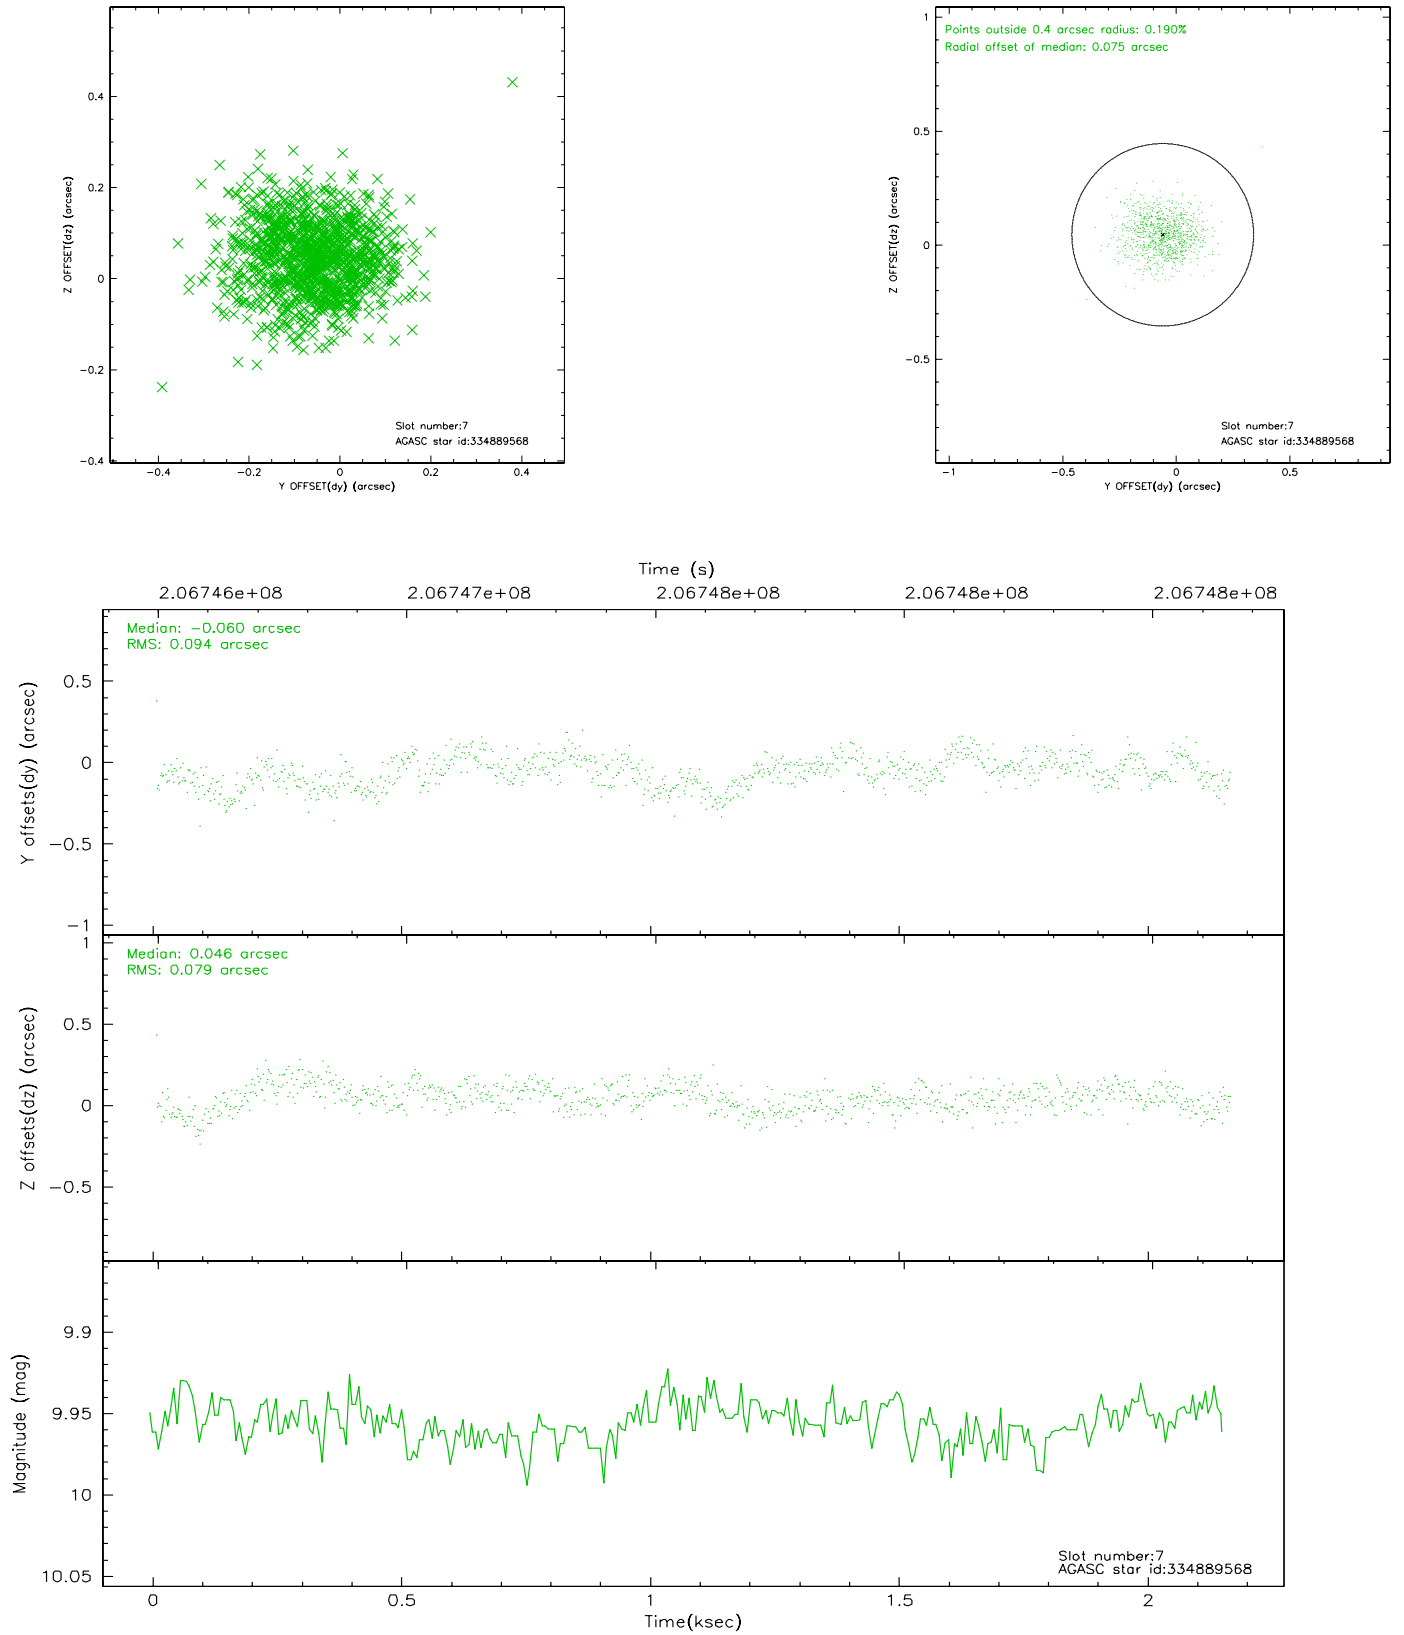 0.4
0.2
0
−0.2
−0.4
Z OFFSET(dz) (arcsec)
Slot number:7
AGASC star id:334889568
−0.4
−0.2
0
0.2
0.4
Y OFFSET(dy) (arcsec)
1
0.5
0
−0.5
Z OFFSET(dz) (arcsec)
Points outside 0.4 arcsec radius: 0.190%
Radial offset of median: 0.075 arcsec
Slot number:7
AGASC star id:334889568
−1
−0.5
0
0.5
Y OFFSET(dy) (arcsec)
Time (s)
2.06746e+08
2.06747e+08
2.06748e+08
2.06748e+08
2.06748e+08
Median: −0.060 arcsec
RMS: 0.094 arcsec
0.5
0
−0.5
−1
Y offsets(dy) (arcsec)
Median: 0.046 arcsec
RMS: 0.079 arcsec
1
0.5
0
−0.5
Z offsets(dz) (arcsec)
9.9
9.95
10
10.05
Magnitude (mag)
Slot number:7
AGASC star id:334889568
0
0.5
1
1.5
2
Time(ksec)